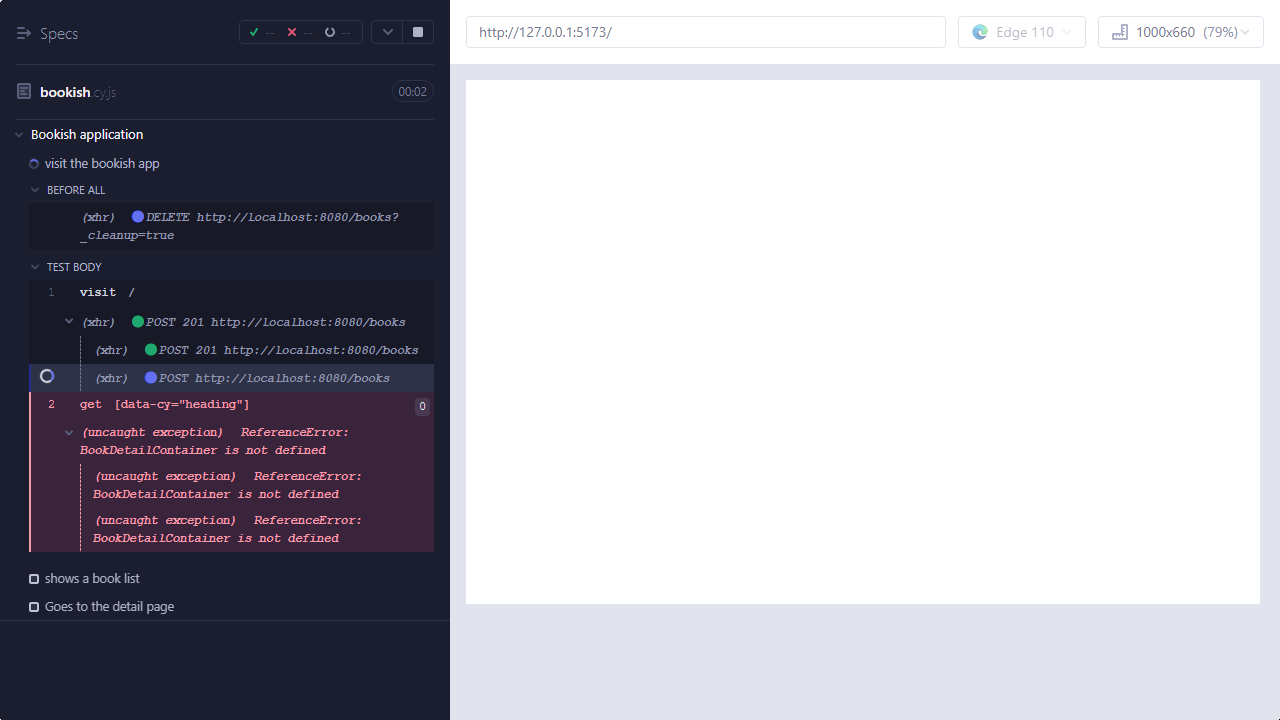 Specs
-- -- --
http://127.0.0.1:5173/
Edge 110
1000x660 (79%)
bookish.cy.js
00:02
Bookish application
visit the bookish app
BEFORE ALL
(xhr) DELETE http://localhost:8080/books?
_cleanup=true
TEST BODY
1 visit /
(xhr) POST 201 http://localhost:8080/books
(xhr) POST 201 http://localhost:8080/books
(xhr) POST http://localhost:8080/books
2 get [data-cy="heading"] 0
(uncaught exception) ReferenceError:
BookDetailContainer is not defined
(uncaught exception) ReferenceError:
BookDetailContainer is not defined
(uncaught exception) ReferenceError:
BookDetailContainer is not defined
shows a book list
Goes to the detail page